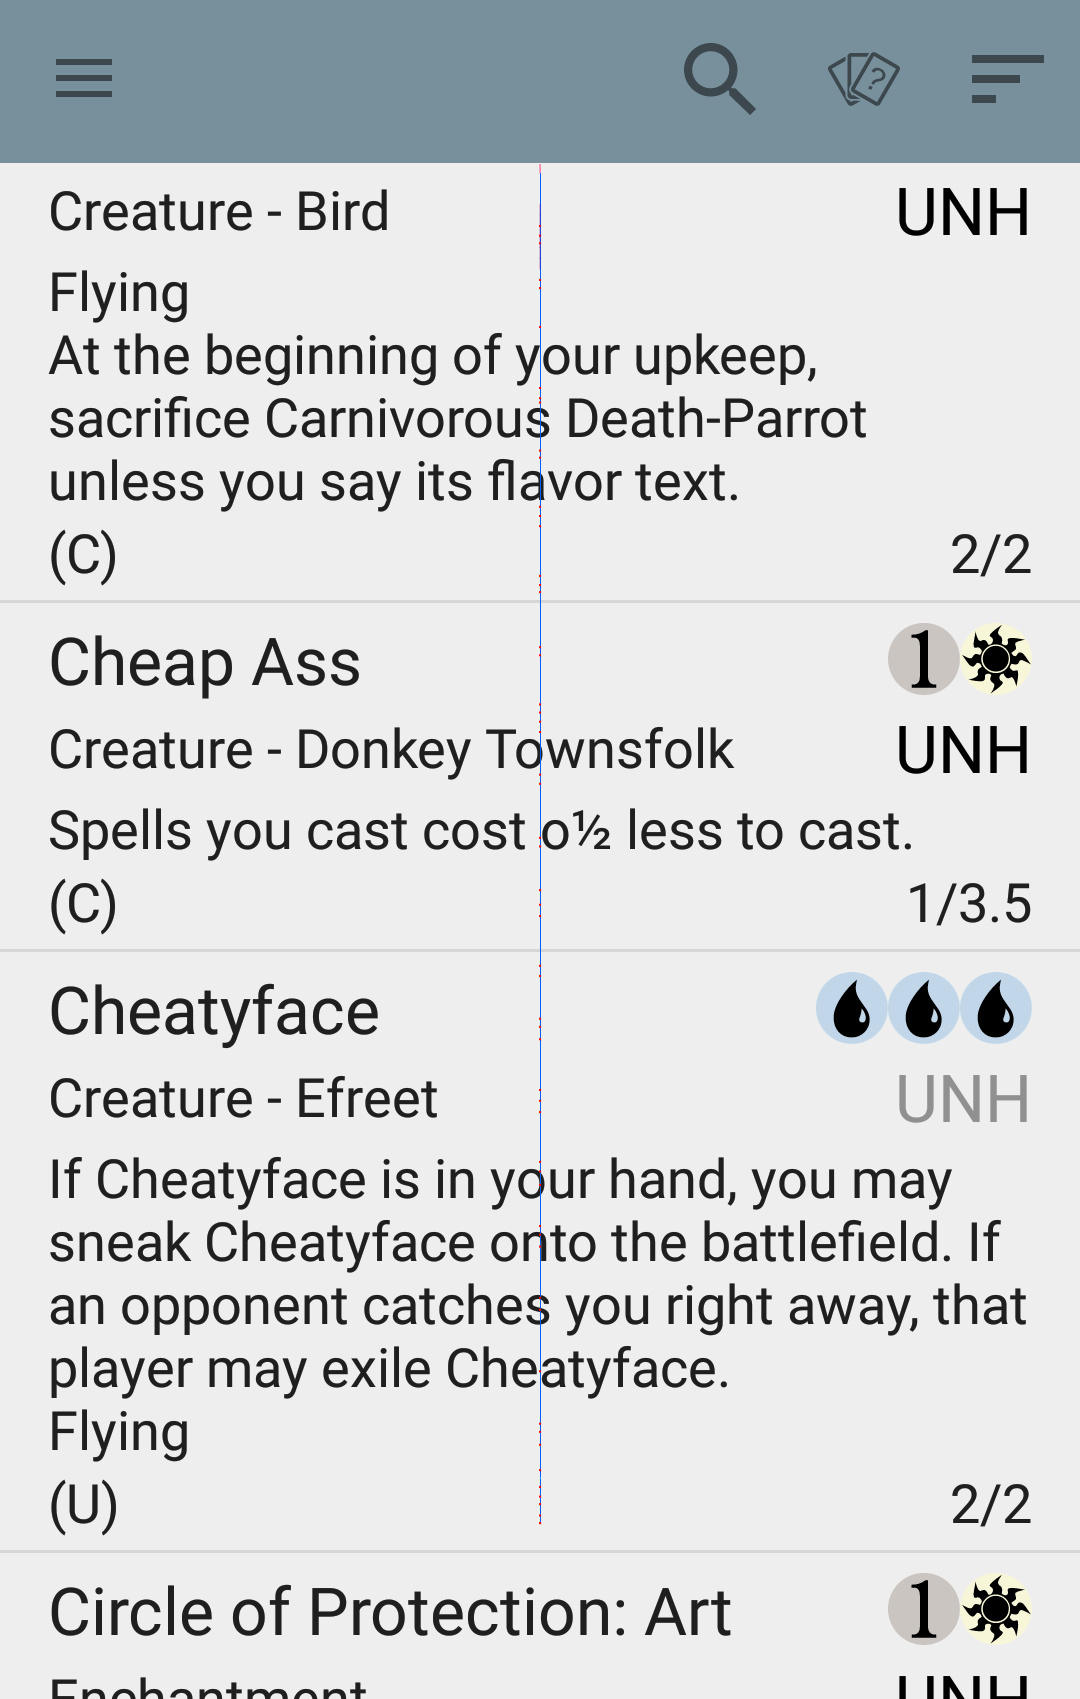 Creature - Bird UNH
Flying
At the beginning of your upkeep,
sacrifice Carnivorous Death-Parrot
unless you say its flavor text.
(C) 2/2
Cheap Ass 1
Creature - Donkey Townsfolk UNH
Spells you cast cost o½ less to cast.
(C) 1/3.5
Cheatyface
Creature - Efreet UNH
If Cheatyface is in your hand, you may
sneak Cheatyface onto the battlefield. If
an opponent catches you right away, that
player may exile Cheatyface.
Flying
(U) 2/2
Circle of Protection: Art 1
Enchantment UNH